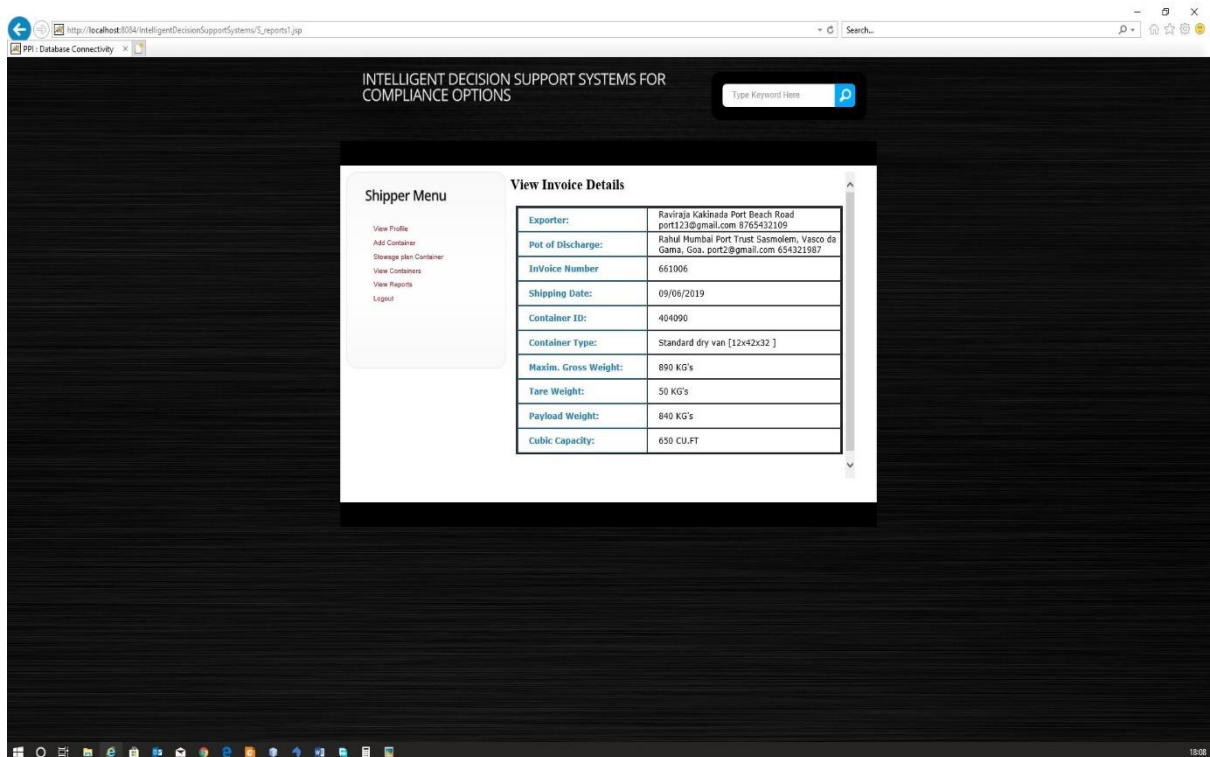 http://localhost:8084/IntelligentDecisionSupportSystems/S_reports1.jsp
Search...
PPI : Database Connectivity
INTELLIGENT DECISION SUPPORT SYSTEMS FOR
COMPLIANCE OPTIONS
Type Keyword Here
Shipper Menu
View Profile
Add Container
Stowage plan Container
View Containers
View Reports
Logout
View Invoice Details
Exporter:
Raviraja Kakinada Port Beach Road
port123@gmail.com 8765432109
Pot of Discharge:
Rahul Mumbai Port Trust Sasmolem, Vasco da
Gama, Goa. port2@gmail.com 654321987
InVoice Number
661006
Shipping Date:
09/06/2019
Container ID:
404090
Container Type:
Standard dry van [12x42x32 ]
Maxim. Gross Weight:
890 KG's
Tare Weight:
50 KG's
Payload Weight:
840 KG's
Cubic Capacity:
650 CU.FT
18:08